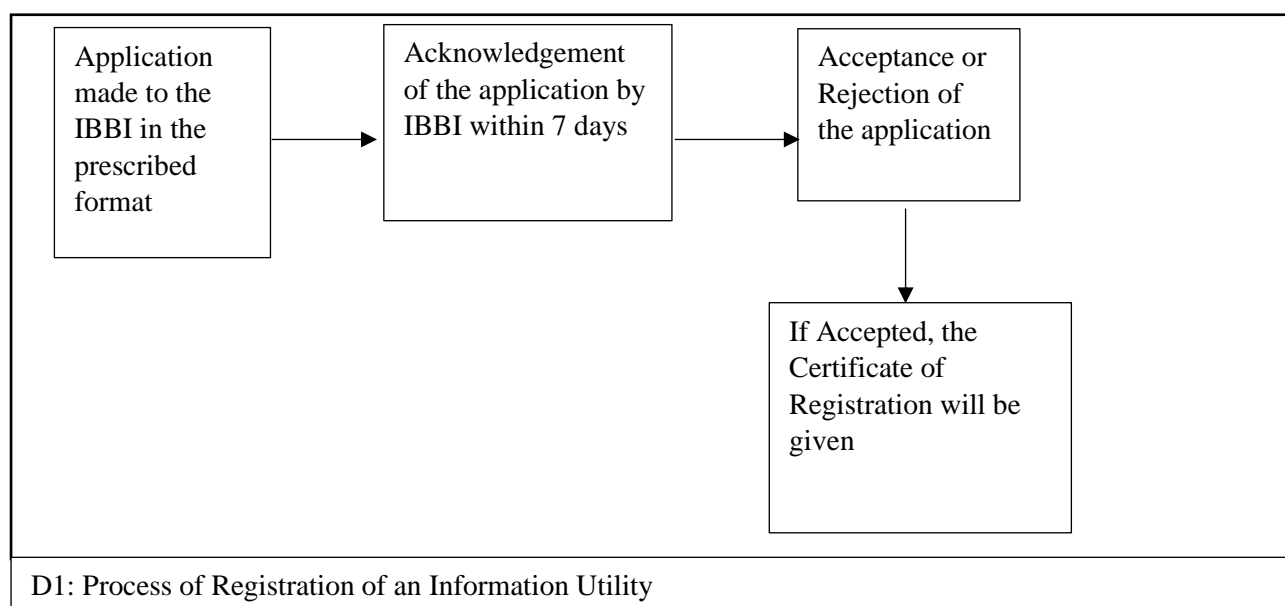 Application
made to the
IBBI in the
prescribed
format
Acknowledgement
of the application by
IBBI within 7 days
Acceptance or
Rejection of
the application
If Accepted, the
Certificate of
Registration will be
given
D1: Process of Registration of an Information Utility